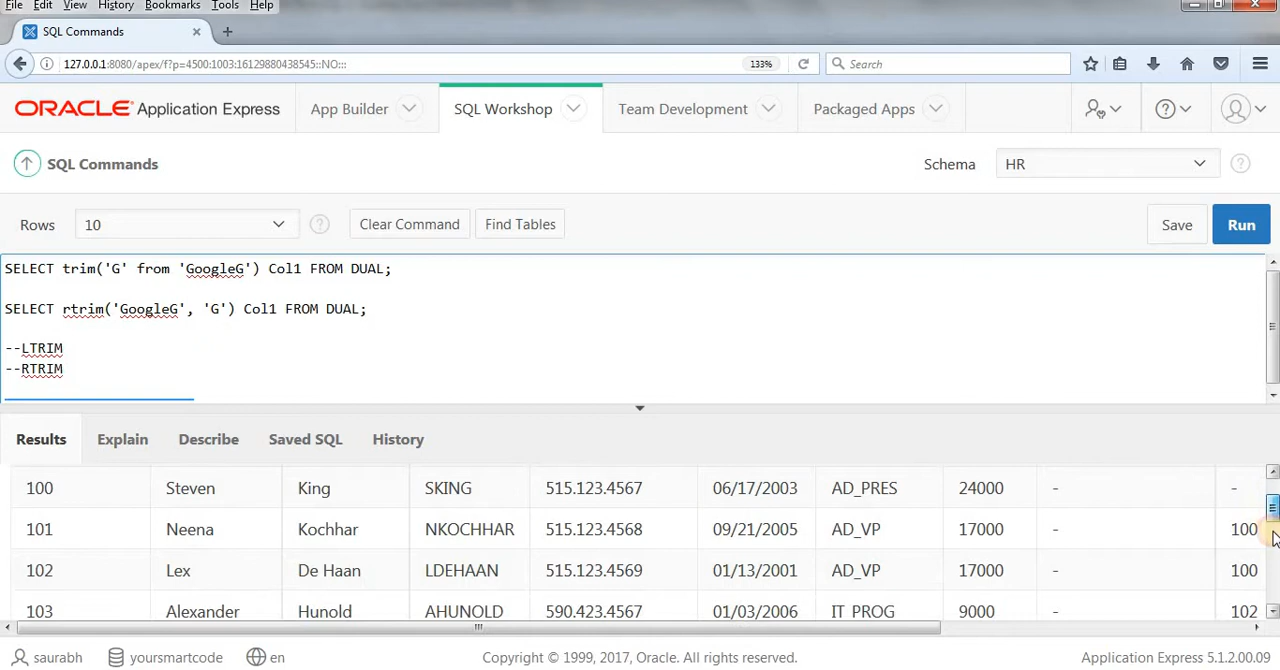 File Edit View History Bookmarks Tools Help
SQL Commands
127.0.0.1:8080/apex/f?p=4500:1003:16129880438545::NO::: 133% Search
ORACLE Application Express App Builder SQL Workshop Team Development Packaged Apps
SQL Commands Schema HR
Rows 10 Clear Command Find Tables Save Run
SELECT trim('G' from 'GoogleG') Col1 FROM DUAL;
SELECT rtrim('GoogleG', 'G') Col1 FROM DUAL;
--LTRIM
--RTRIM
Results Explain Describe Saved SQL History
100 Steven King SKING 515.123.4567 06/17/2003 AD_PRES 24000 - -
101 Neena Kochhar NKOCHHAR 515.123.4568 09/21/2005 AD_VP 17000 - 100
102 Lex De Haan LDEHAAN 515.123.4569 01/13/2001 AD_VP 17000 - 100
103 Alexander Hunold AHUNOLD 590.423.4567 01/03/2006 IT_PROG 9000 - 102
saurabh yoursmartcode en Copyright © 1999, 2017, Oracle. All rights reserved. Application Express 5.1.2.00.09